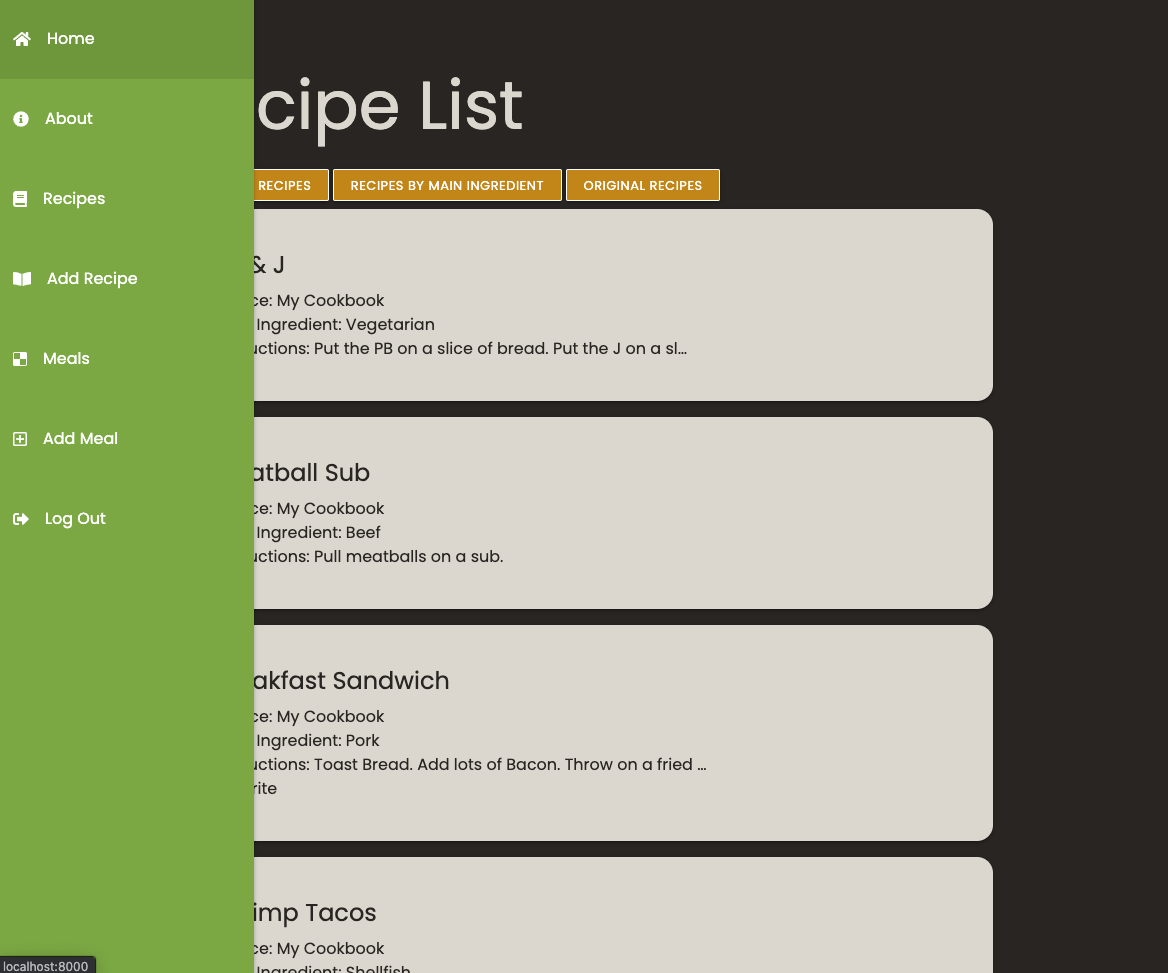 Home
About
Recipes
Add Recipe
Meals
Add Meal
Log Out
cipe List
RECIPES
RECIPES BY MAIN INGREDIENT
ORIGINAL RECIPES
& J
ce: My Cookbook
Ingredient: Vegetarian
uctions: Put the PB on a slice of bread. Put the J on a sl...
atball Sub
ce: My Cookbook
Ingredient: Beef
uctions: Pull meatballs on a sub.
akfast Sandwich
ce: My Cookbook
Ingredient: Pork
uctions: Toast Bread. Add lots of Bacon. Throw on a fried ...
rite
imp Tacos
ce: My Cookbook
Ingredient: Shellfish
localhost:8000